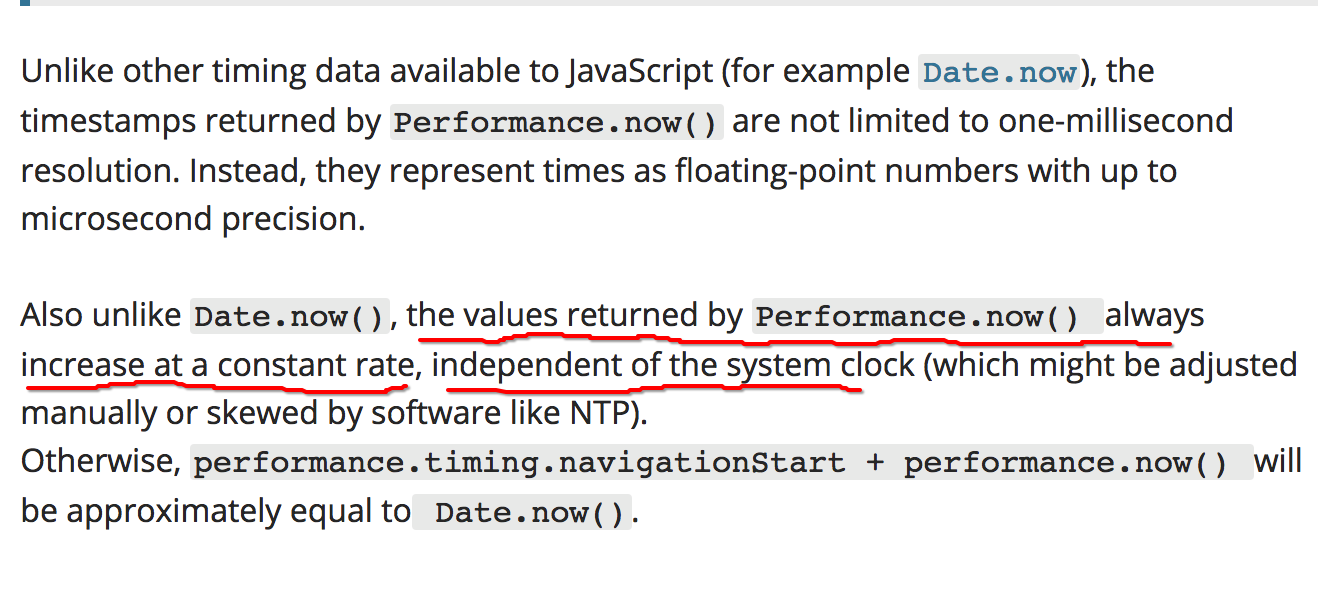 Unlike other timing data available to JavaScript (for example Date.now), the
timestamps returned by Performance.now() are not limited to one-millisecond
resolution. Instead, they represent times as floating-point numbers with up to
microsecond precision.
Also unlike Date.now(), the values returned by Performance.now() always
increase at a constant rate, independent of the system clock (which might be adjusted
manually or skewed by software like NTP).
Otherwise, performance.timing.navigationStart + performance.now() will
be approximately equal to Date.now().